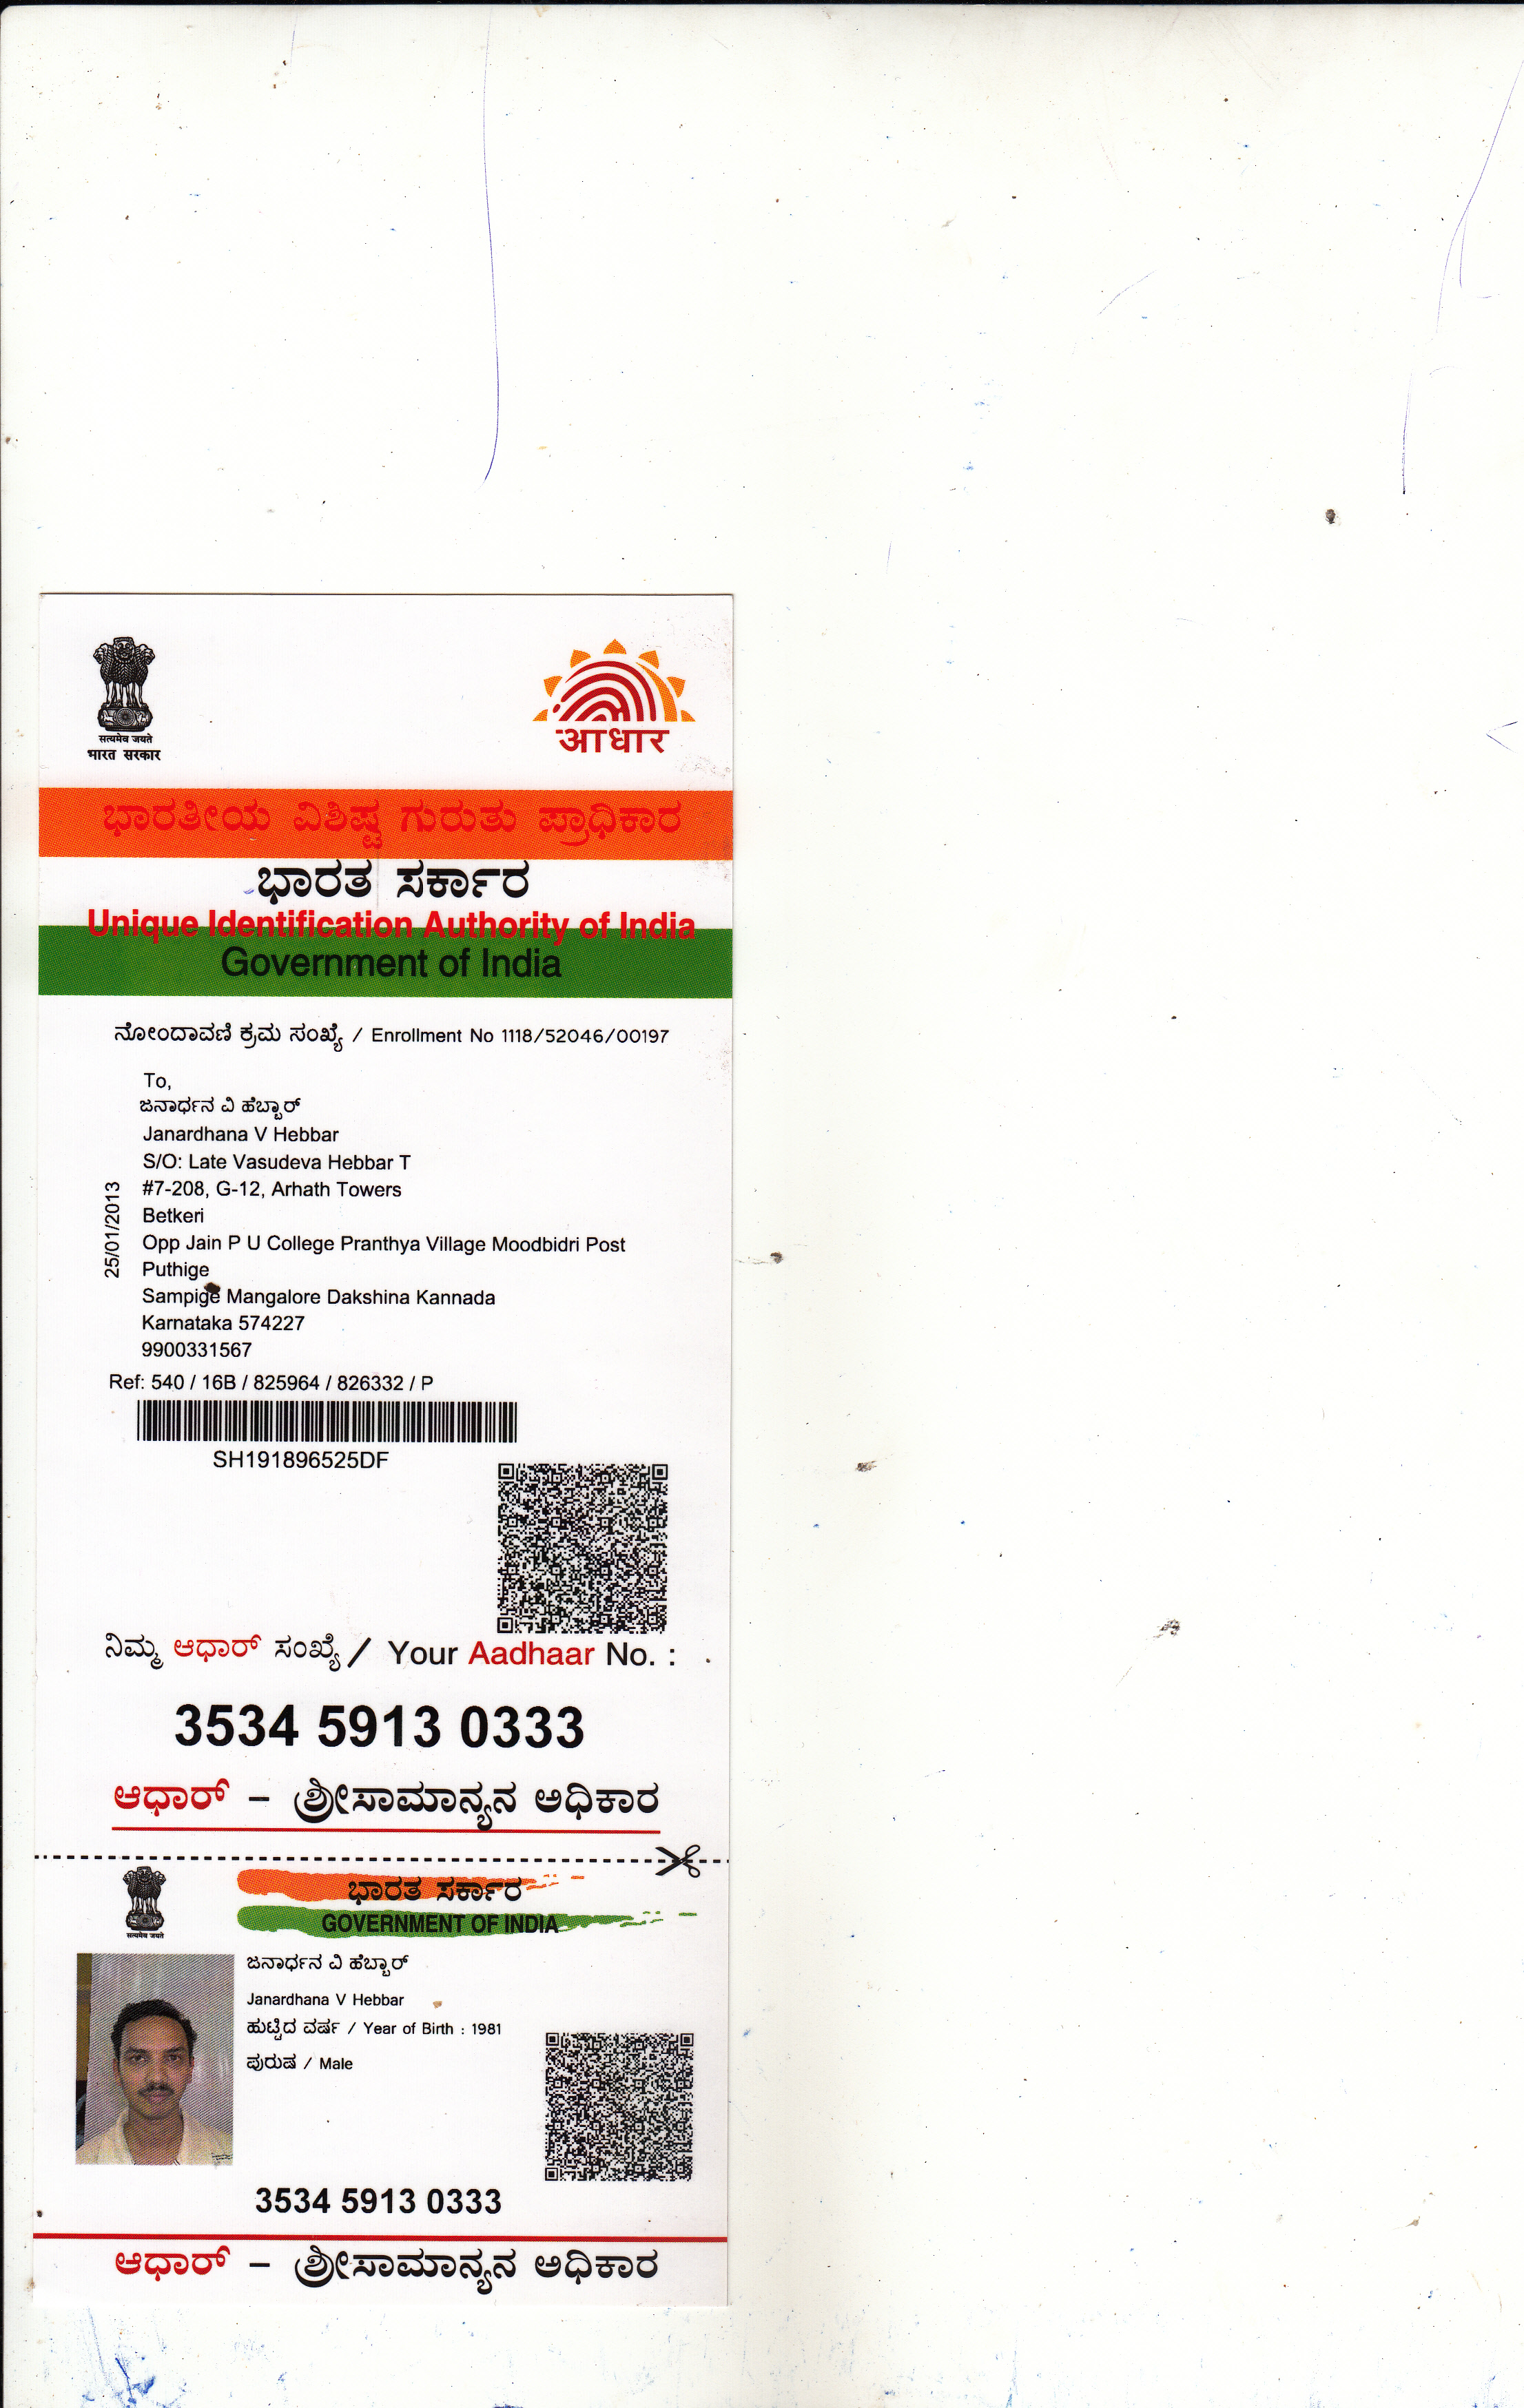 सत्यमेव जयते
भारत सरकार
आधार
ಭಾರತೀಯ ವಿಶಿಷ್ಟ ಗುರುತು ಪ್ರಾಧಿಕಾರ
ಭಾರತ ಸರ್ಕಾರ
Unique Identification Authority of India
Government of India
ನೋಂದಾವಣಿ ಕ್ರಮ ಸಂಖ್ಯೆ / Enrollment No 1118/52046/00197
To,
ಜನಾರ್ಧನ ವಿ ಹೆಬ್ಬಾರ್
Janardhana V Hebbar
S/O: Late Vasudeva Hebbar T
#7-208, G-12, Arhath Towers
Betkeri
Opp Jain P U College Pranthya Village Moodbidri Post
Puthige
Sampige Mangalore Dakshina Kannada
Karnataka 574227
9900331567
25/01/2013
Ref: 540 / 16B / 825964 / 826332 / P
SH191896525DF
ನಿಮ್ಮ ಆಧಾರ್ ಸಂಖ್ಯೆ / Your Aadhaar No. :
3534 5913 0333
ಆಧಾರ್ – ಶ್ರೀಸಾಮಾನ್ಯನ ಅಧಿಕಾರ
सत्यमेव जयते
ಭಾರತ ಸರ್ಕಾರ
GOVERNMENT OF INDIA
ಜನಾರ್ಧನ ವಿ ಹೆಬ್ಬಾರ್
Janardhana V Hebbar
ಹುಟ್ಟಿದ ವರ್ಷ / Year of Birth : 1981
ಪುರುಷ / Male
3534 5913 0333
ಆಧಾರ್ – ಶ್ರೀಸಾಮಾನ್ಯನ ಅಧಿಕಾರ